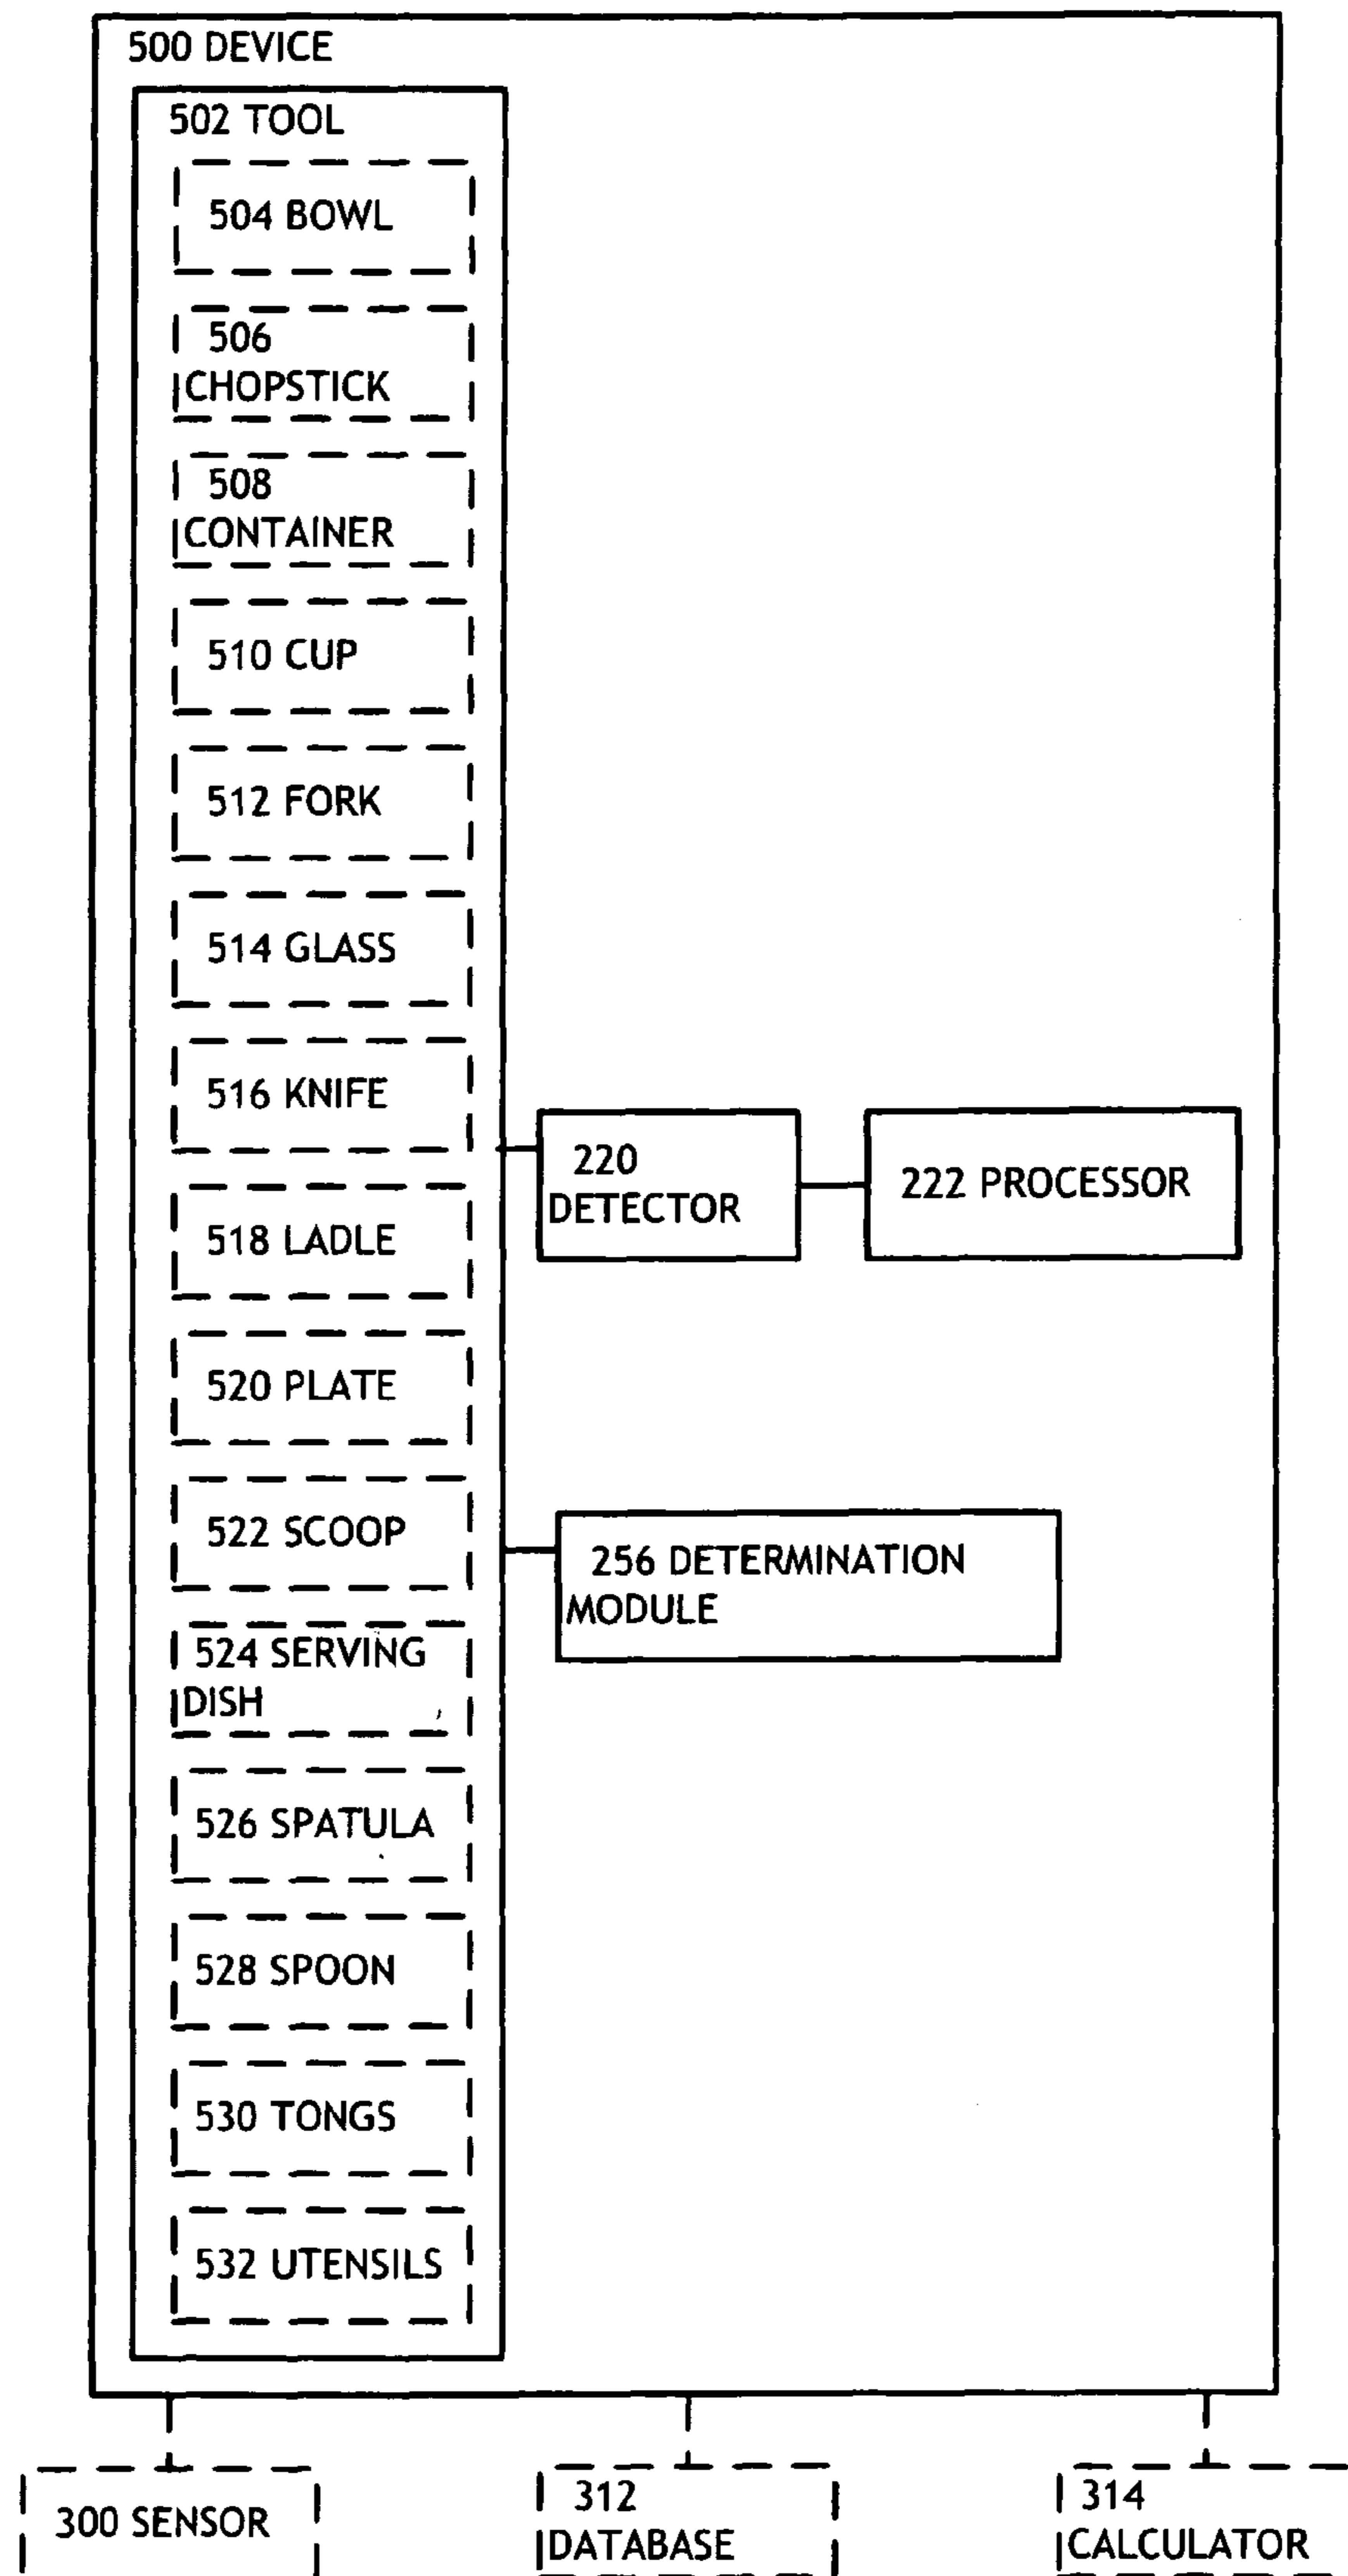 500 DEVICE
502 TOOL
504 BOWL
506
CHOPSTICK
508
CONTAINER
510 CUP
512 FORK
514 GLASS
516 KNIFE
518 LADLE
520 PLATE
522 SCOOP
524 SERVING
DISH
526 SPATULA
528 SPOON
530 TONGS
532 UTENSILS
220
DETECTOR
222 PROCESSOR
256 DETERMINATION
MODULE
300 SENSOR
312
DATABASE
314
CALCULATOR